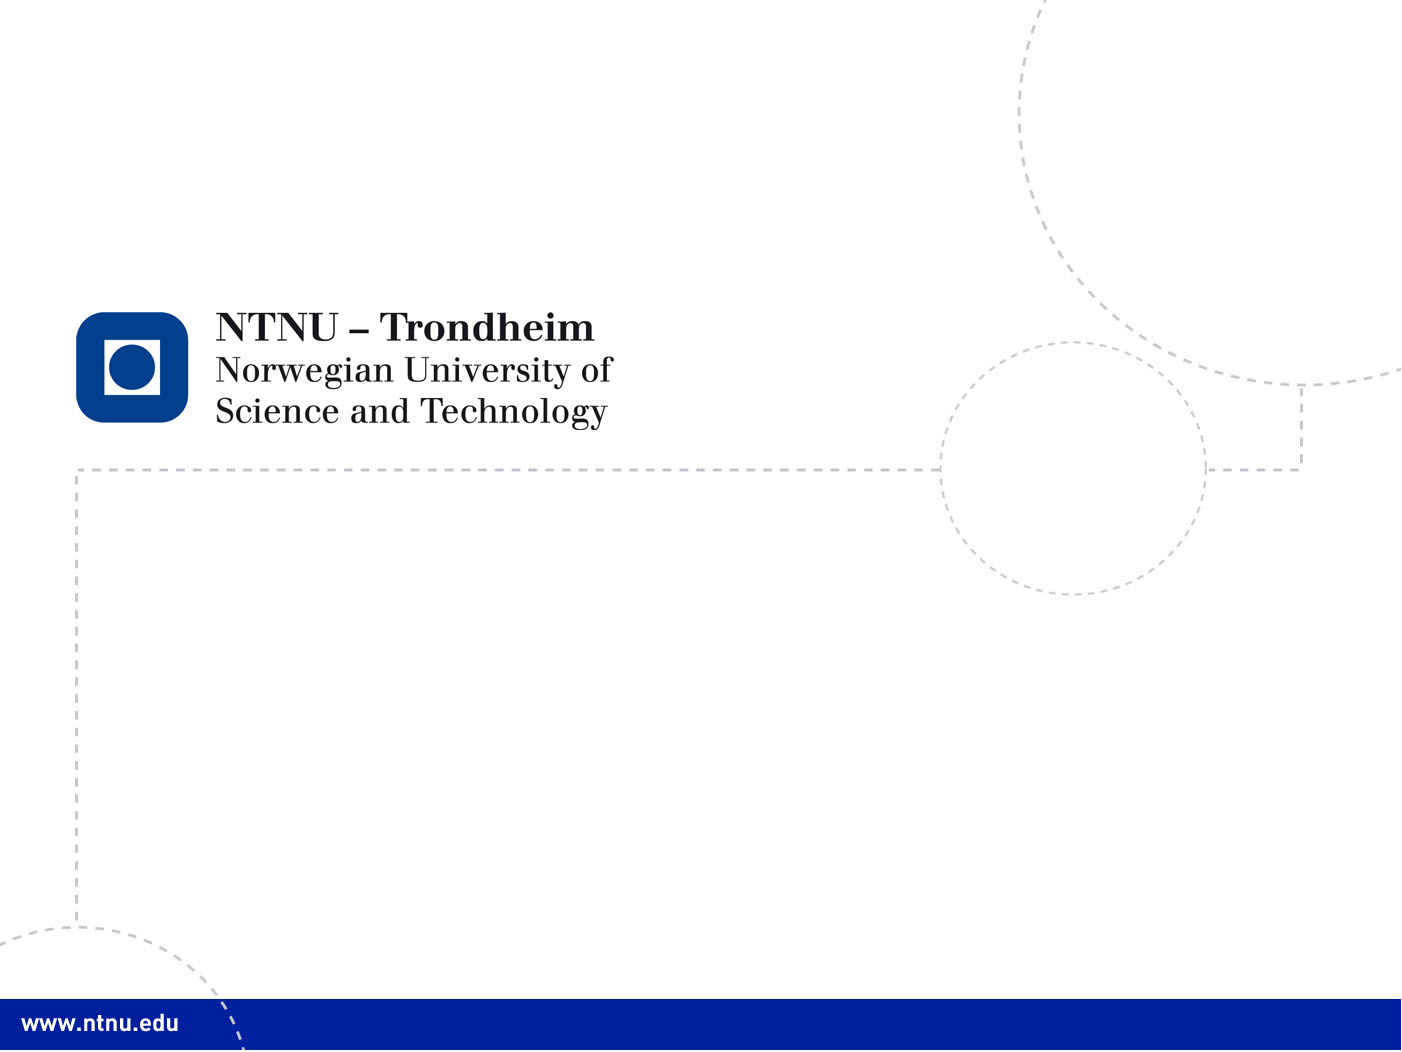 NTNU – Trondheim
Norwegian University of
Science and Technology
www.ntnu.edu